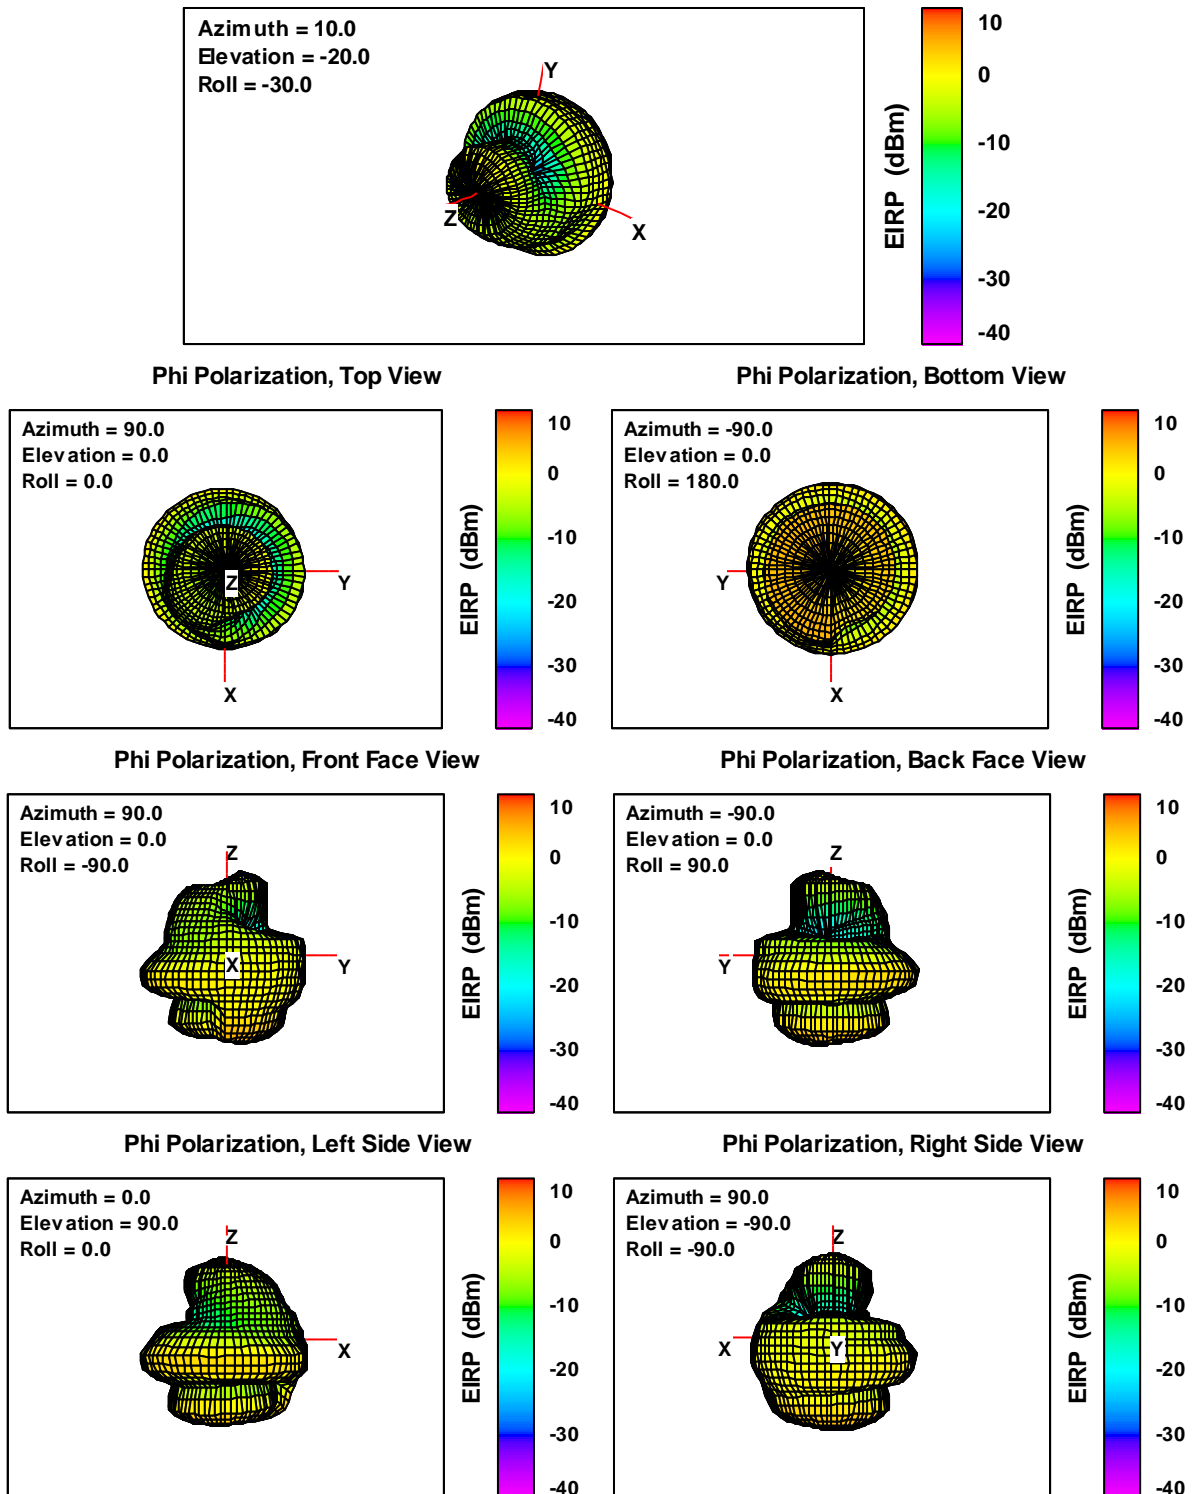 Azimuth = 10.0
Elevation = -20.0
Roll = -30.0
Y
Z
X
EIRP (dBm)
10
0
-10
-20
-30
-40
Phi Polarization, Top View
Azimuth = 90.0
Elevation = 0.0
Roll = 0.0
Z
Y
X
EIRP (dBm)
10
0
-10
-20
-30
-40
Phi Polarization, Bottom View
Azimuth = -90.0
Elevation = 0.0
Roll = 180.0
Y
X
EIRP (dBm)
10
0
-10
-20
-30
-40
Phi Polarization, Front Face View
Azimuth = 90.0
Elevation = 0.0
Roll = -90.0
Z
X
Y
EIRP (dBm)
10
0
-10
-20
-30
-40
Phi Polarization, Back Face View
Azimuth = -90.0
Elevation = 0.0
Roll = 90.0
Z
Y
EIRP (dBm)
10
0
-10
-20
-30
-40
Phi Polarization, Left Side View
Azimuth = 0.0
Elevation = 90.0
Roll = 0.0
Z
X
EIRP (dBm)
10
0
-10
-20
-30
-40
Phi Polarization, Right Side View
Azimuth = 90.0
Elevation = -90.0
Roll = -90.0
Z
X
Y
EIRP (dBm)
10
0
-10
-20
-30
-40